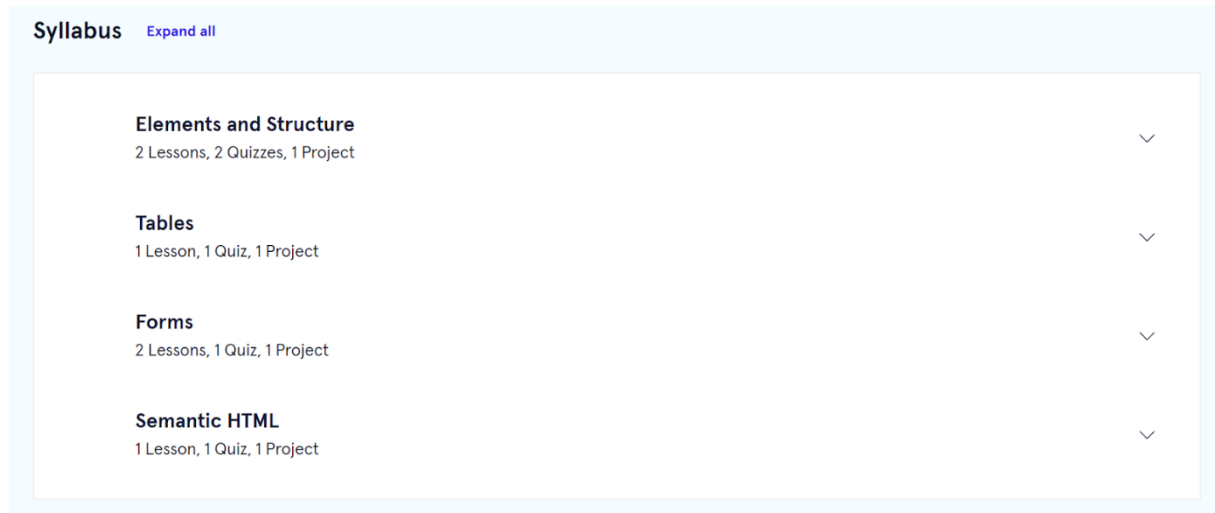 Syllabus Expand all
Elements and Structure
2 Lessons, 2 Quizzes, 1 Project
Tables
1 Lesson, 1 Quiz, 1 Project
Forms
2 Lessons, 1 Quiz, 1 Project
Semantic HTML
1 Lesson, 1 Quiz, 1 Project